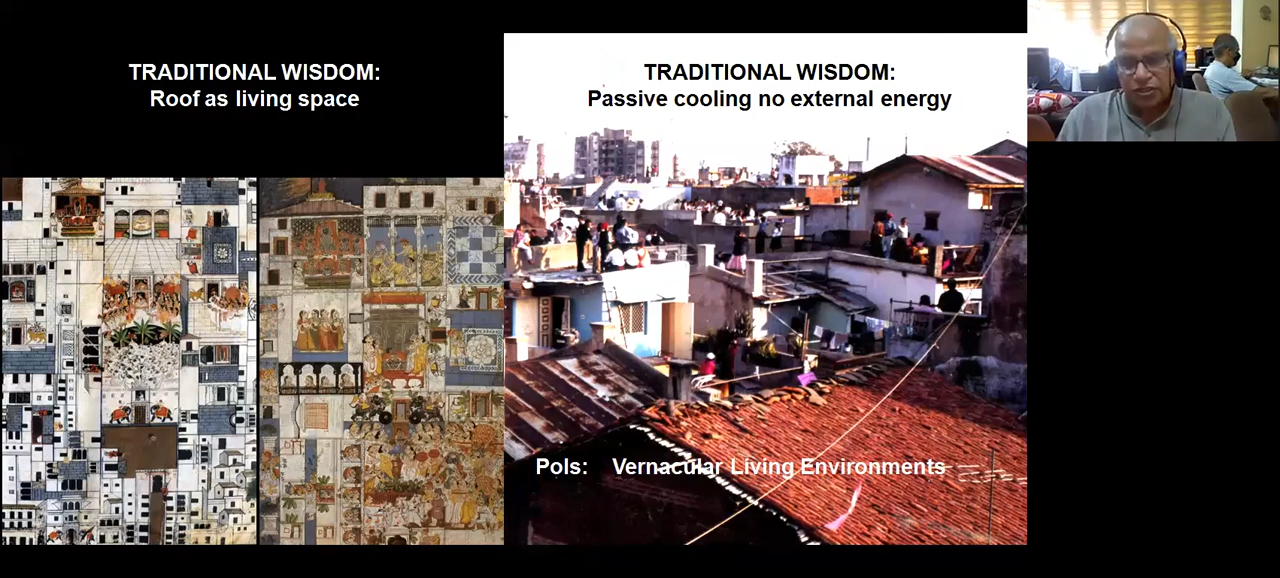 TRADITIONAL WISDOM:
Roof as living space
TRADITIONAL WISDOM:
Passive cooling no external energy
Pols: Vernacular Living Environments